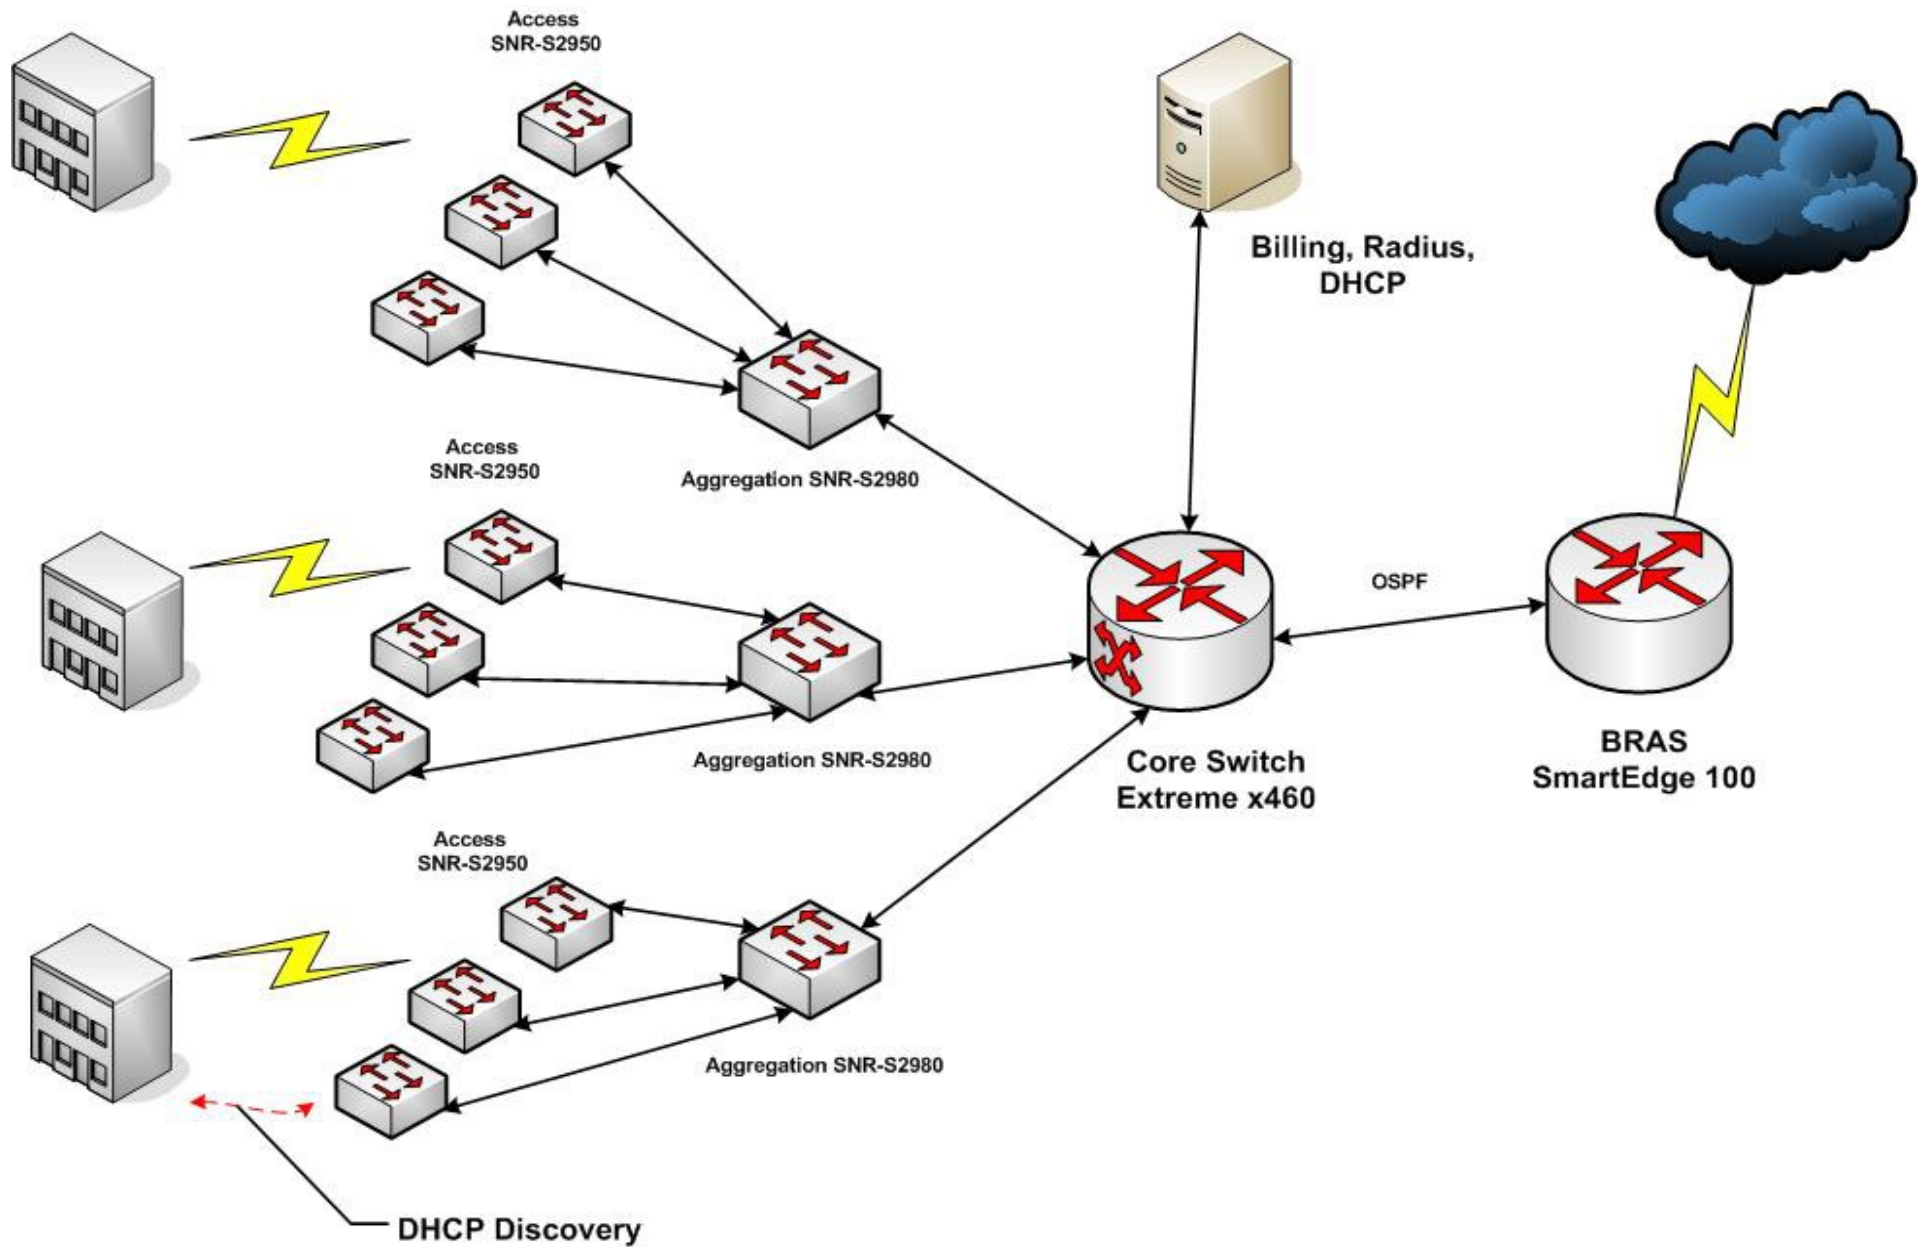 Access
SNR-S2950
Billing, Radius,
DHCP
Access
SNR-S2950
Aggregation SNR-S2980
OSPF
Aggregation SNR-S2980
Core Switch
Extreme x460
BRAS
SmartEdge 100
Access
SNR-S2950
Aggregation SNR-S2980
DHCP Discovery